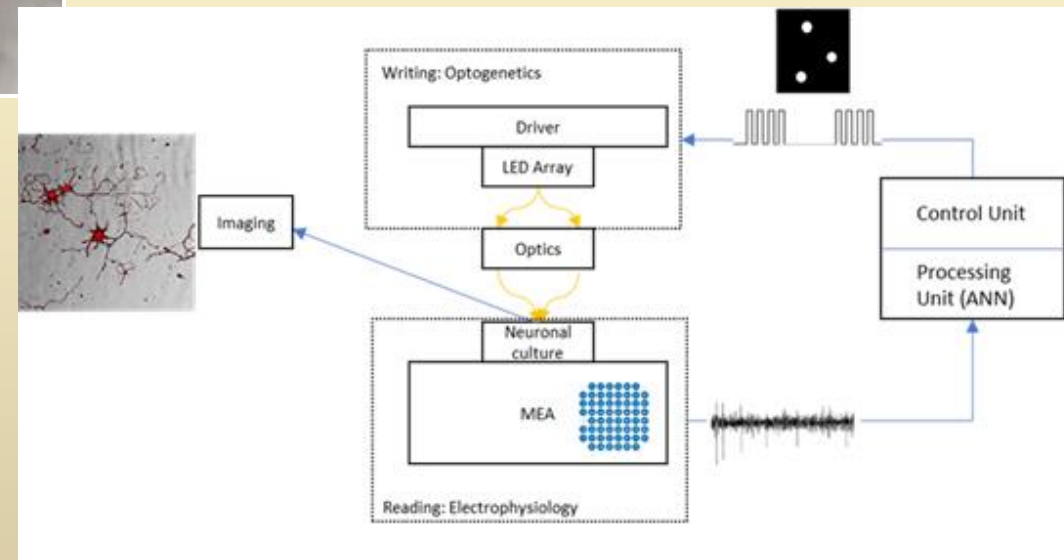 Writing: Optogenetics
Driver
LED Array
Imaging
Optics
Control Unit
Processing
Unit (ANN)
Neuronal
culture
MEA
Reading: Electrophysiology